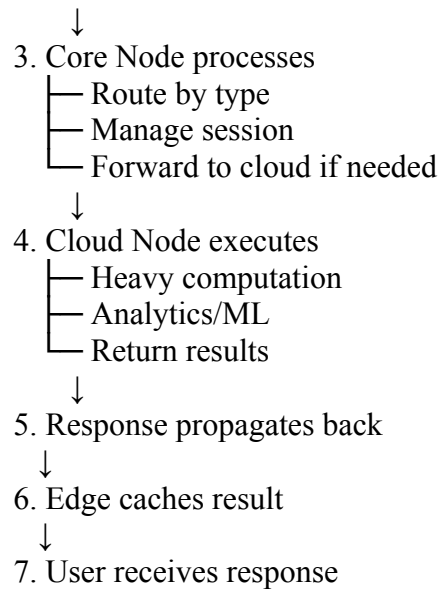 ↓
3. Core Node processes
├── Route by type
├── Manage session
└── Forward to cloud if needed
↓
4. Cloud Node executes
├── Heavy computation
├── Analytics/ML
└── Return results
↓
5. Response propagates back
↓
6. Edge caches result
↓
7. User receives response